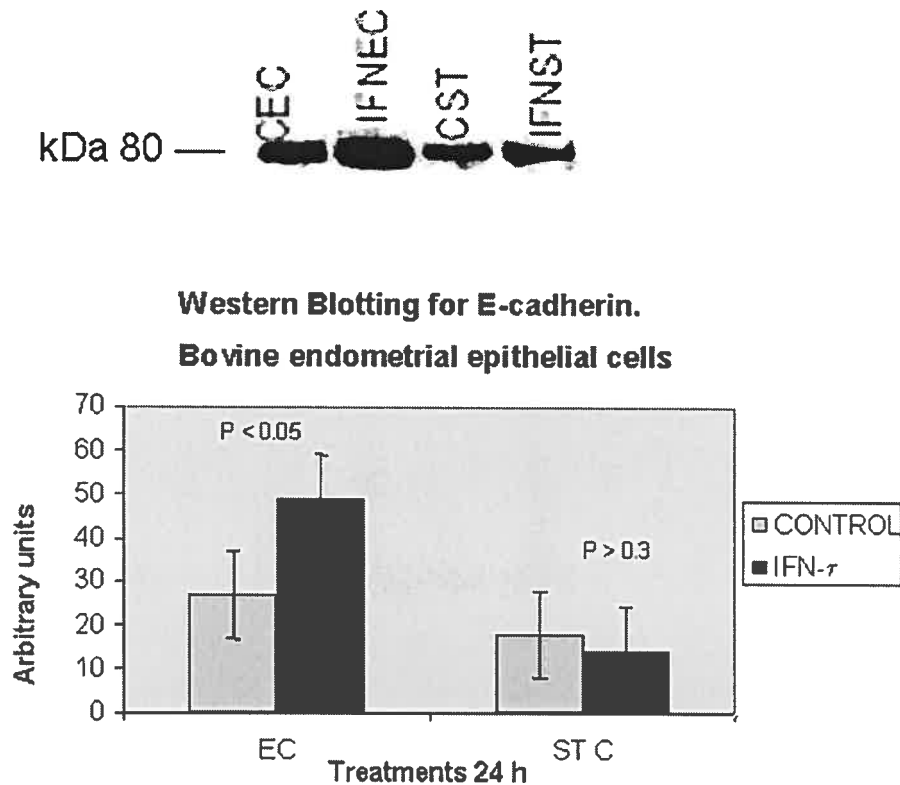 CEC IFNEC CST IFNST
kDa 80
Western Blotting for E-cadherin.
Bovine endometrial epithelial cells
70
60
50
40
30
20
10
0
Arbitrary units
P < 0.05
P > 0.3
CONTROL
IFN-τ
EC ST C
Treatments 24 h